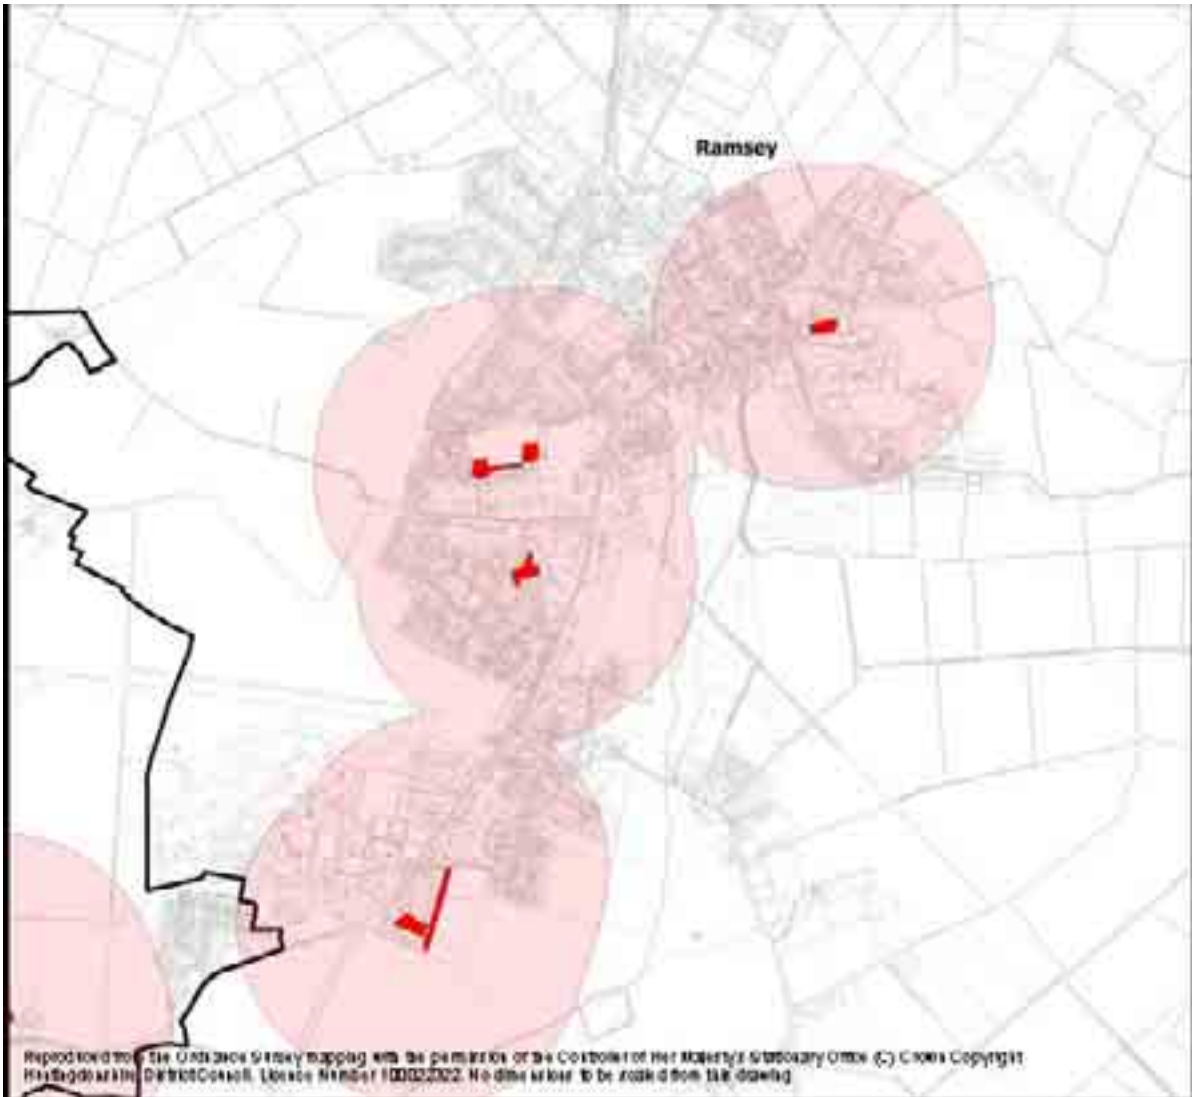 Ramsey
Reproduced from the Ordnance Survey mapping with the permission of the Controller of Her Majesty's Stationary Office (C) Crown Copyright
Huntingdonshire District Council. Licence Number 100022322. No dimensions to be scaled from this drawing